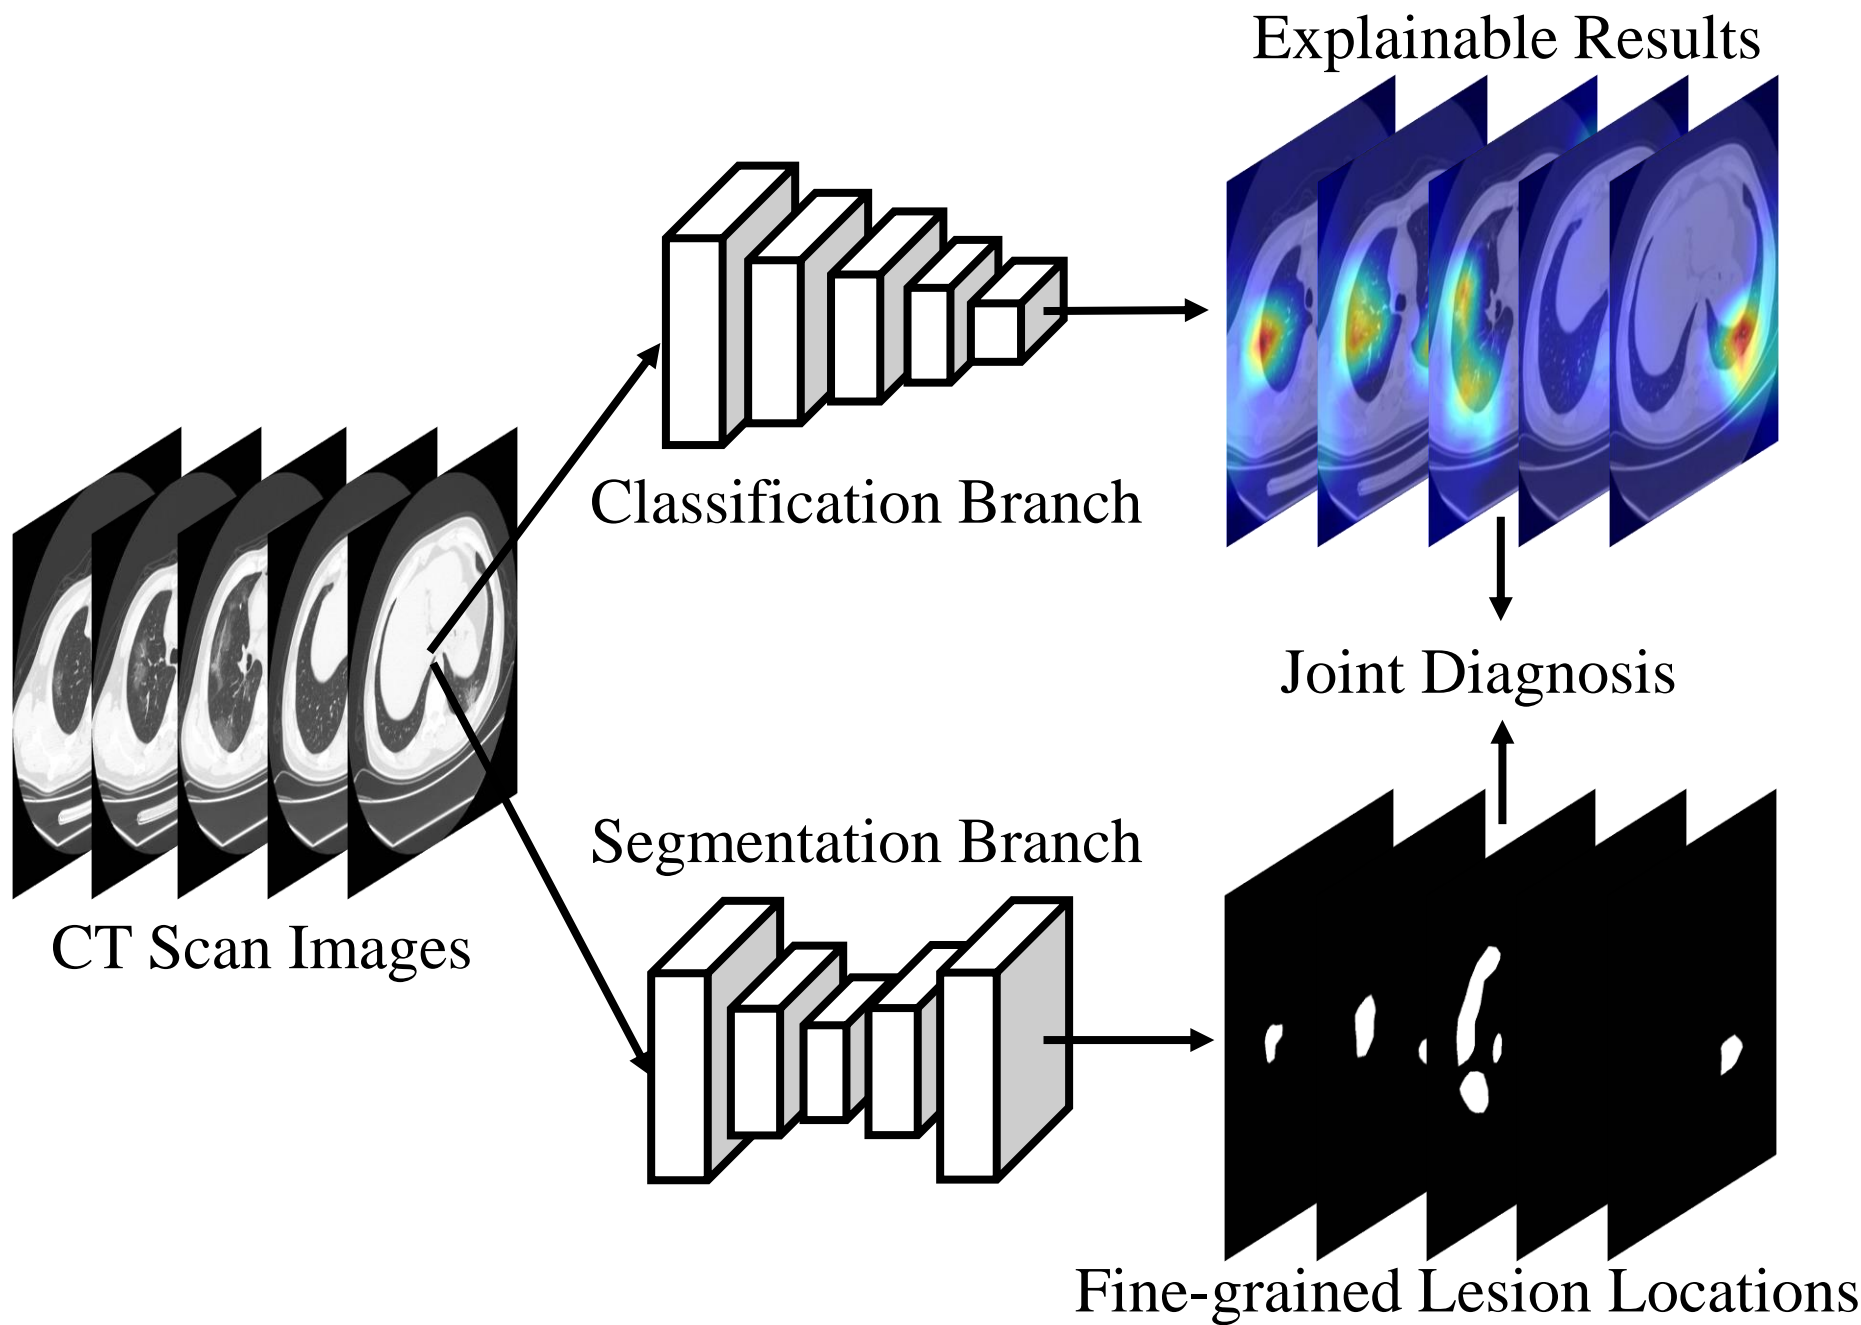 Explainable Results
Classification Branch
Joint Diagnosis
Segmentation Branch
CT Scan Images
Fine-grained Lesion Locations